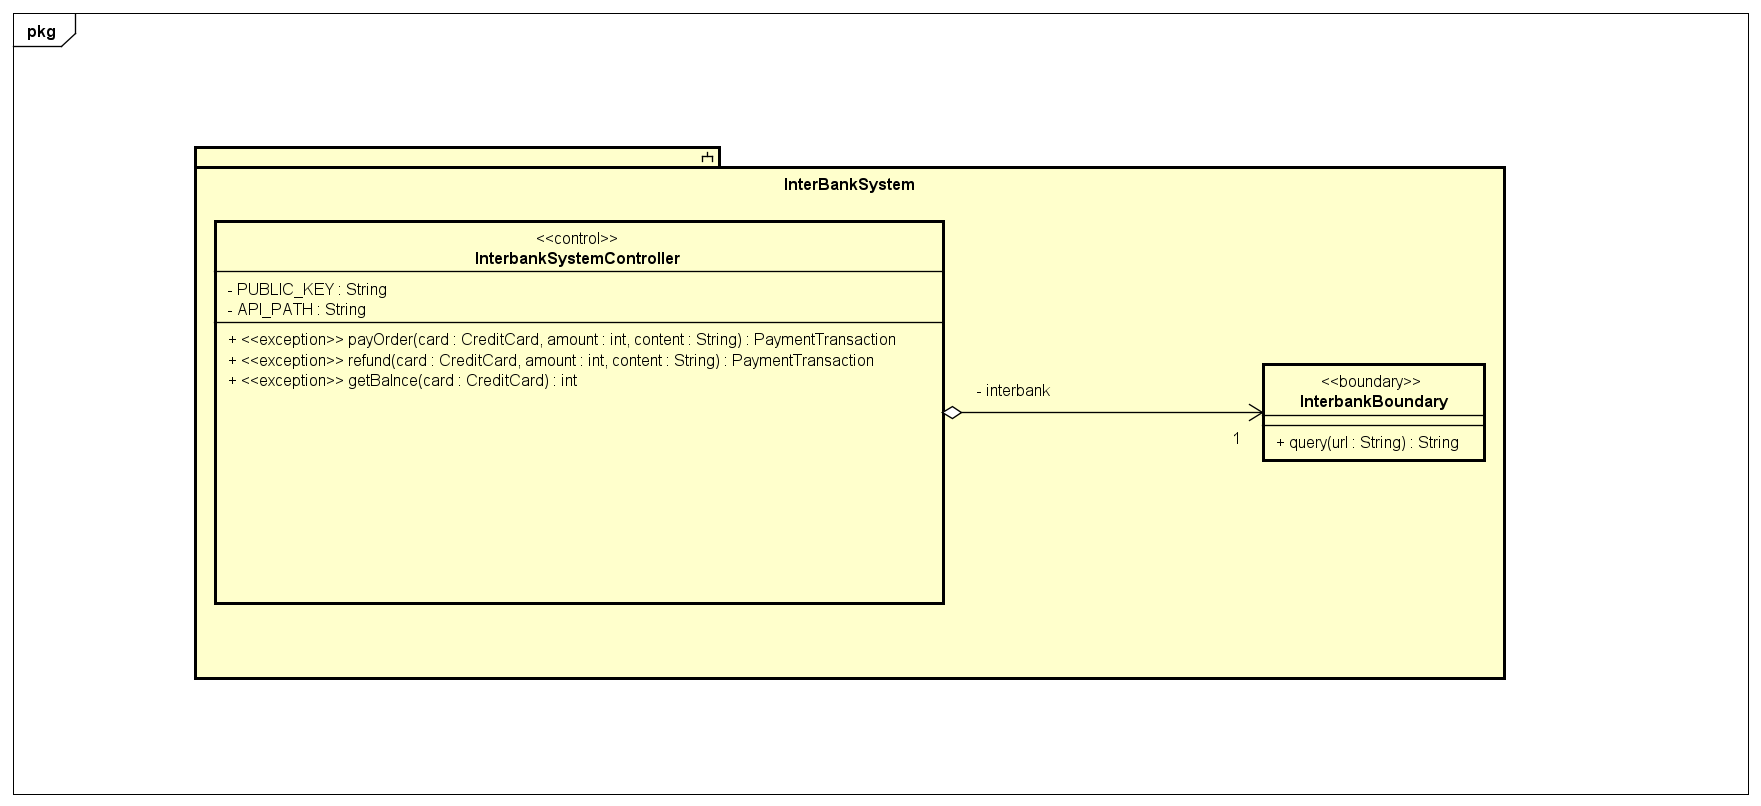 pkg
InterBankSystem
<<control>>
InterbankSystemController
- PUBLIC_KEY : String
- API_PATH : String
+ <<exception>> payOrder(card : CreditCard, amount : int, content : String) : PaymentTransaction
+ <<exception>> refund(card : CreditCard, amount : int, content : String) : PaymentTransaction
+ <<exception>> getBalnce(card : CreditCard) : int
- interbank
1
<<boundary>>
InterbankBoundary
+ query(url : String) : String